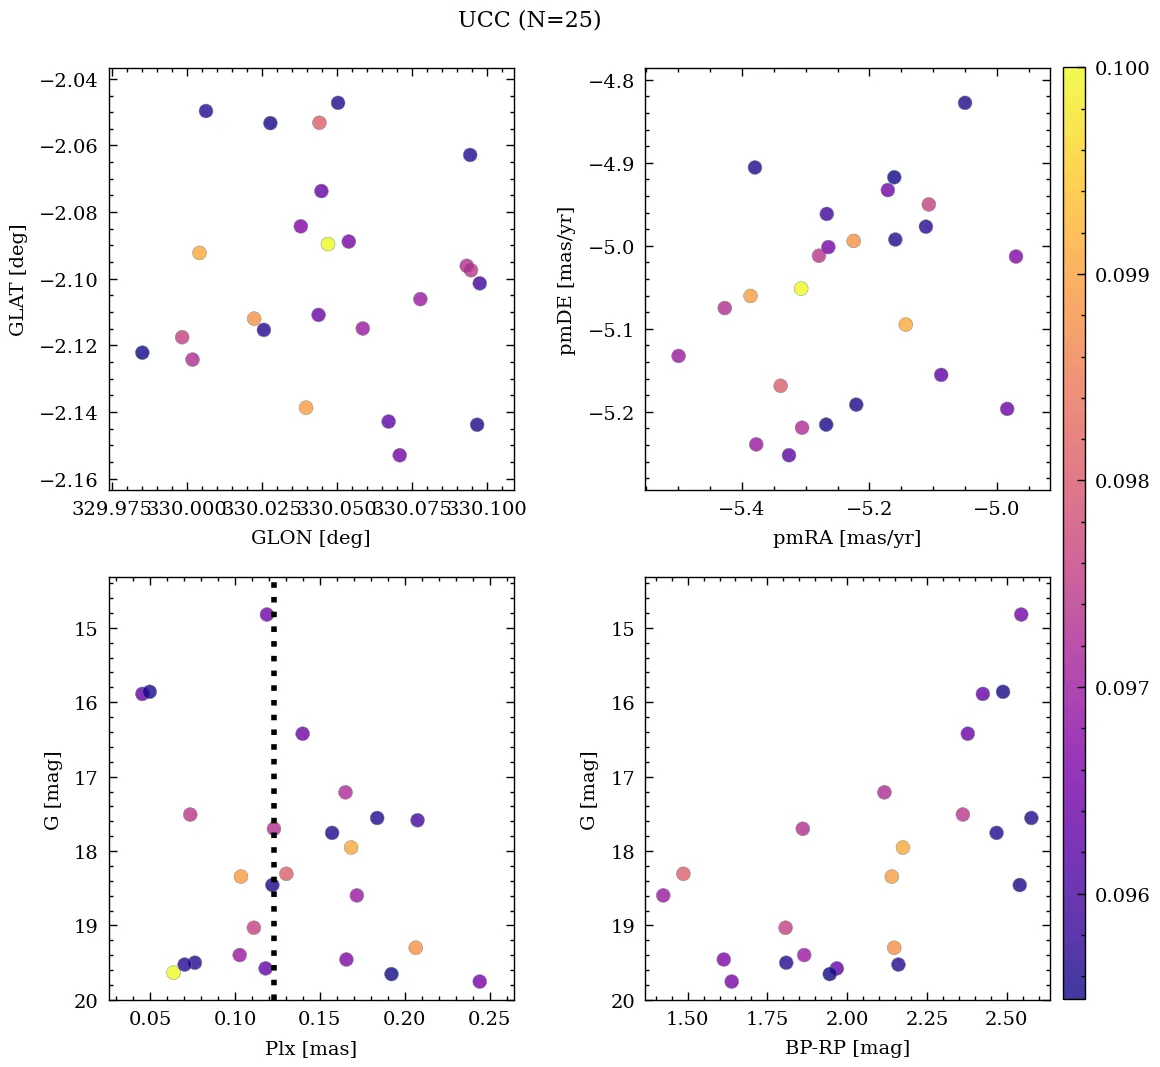 UCC (N=25)
−2.04
−2.06
−2.08
−2.10
−2.12
−2.14
−2.16
GLAT [deg]
329.975 330.000 330.025 330.050 330.075 330.100
GLON [deg]
−4.8
−4.9
−5.0
−5.1
−5.2
pmDE [mas/yr]
−5.4 −5.2 −5.0
pmRA [mas/yr]
15
16
17
18
19
20
G [mag]
0.05 0.10 0.15 0.20 0.25
Plx [mas]
15
16
17
18
19
20
G [mag]
1.50 1.75 2.00 2.25 2.50
BP-RP [mag]
0.100
0.099
0.098
0.097
0.096